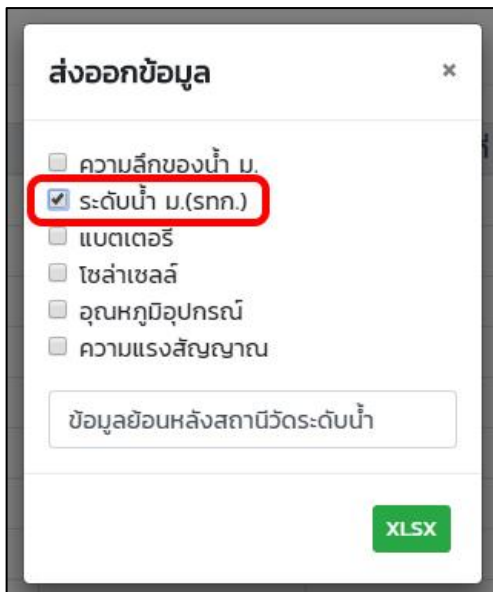 ส่งออกข้อมูล ×
ความลึกของน้ำ ม.
ระดับน้ำ ม.(รทก.)
แบตเตอรี่
โซล่าเซลล์
อุณหภูมิอุปกรณ์
ความแรงสัญญาณ
ข้อมูลย้อนหลังสถานีวัดระดับน้ำ
XLSX